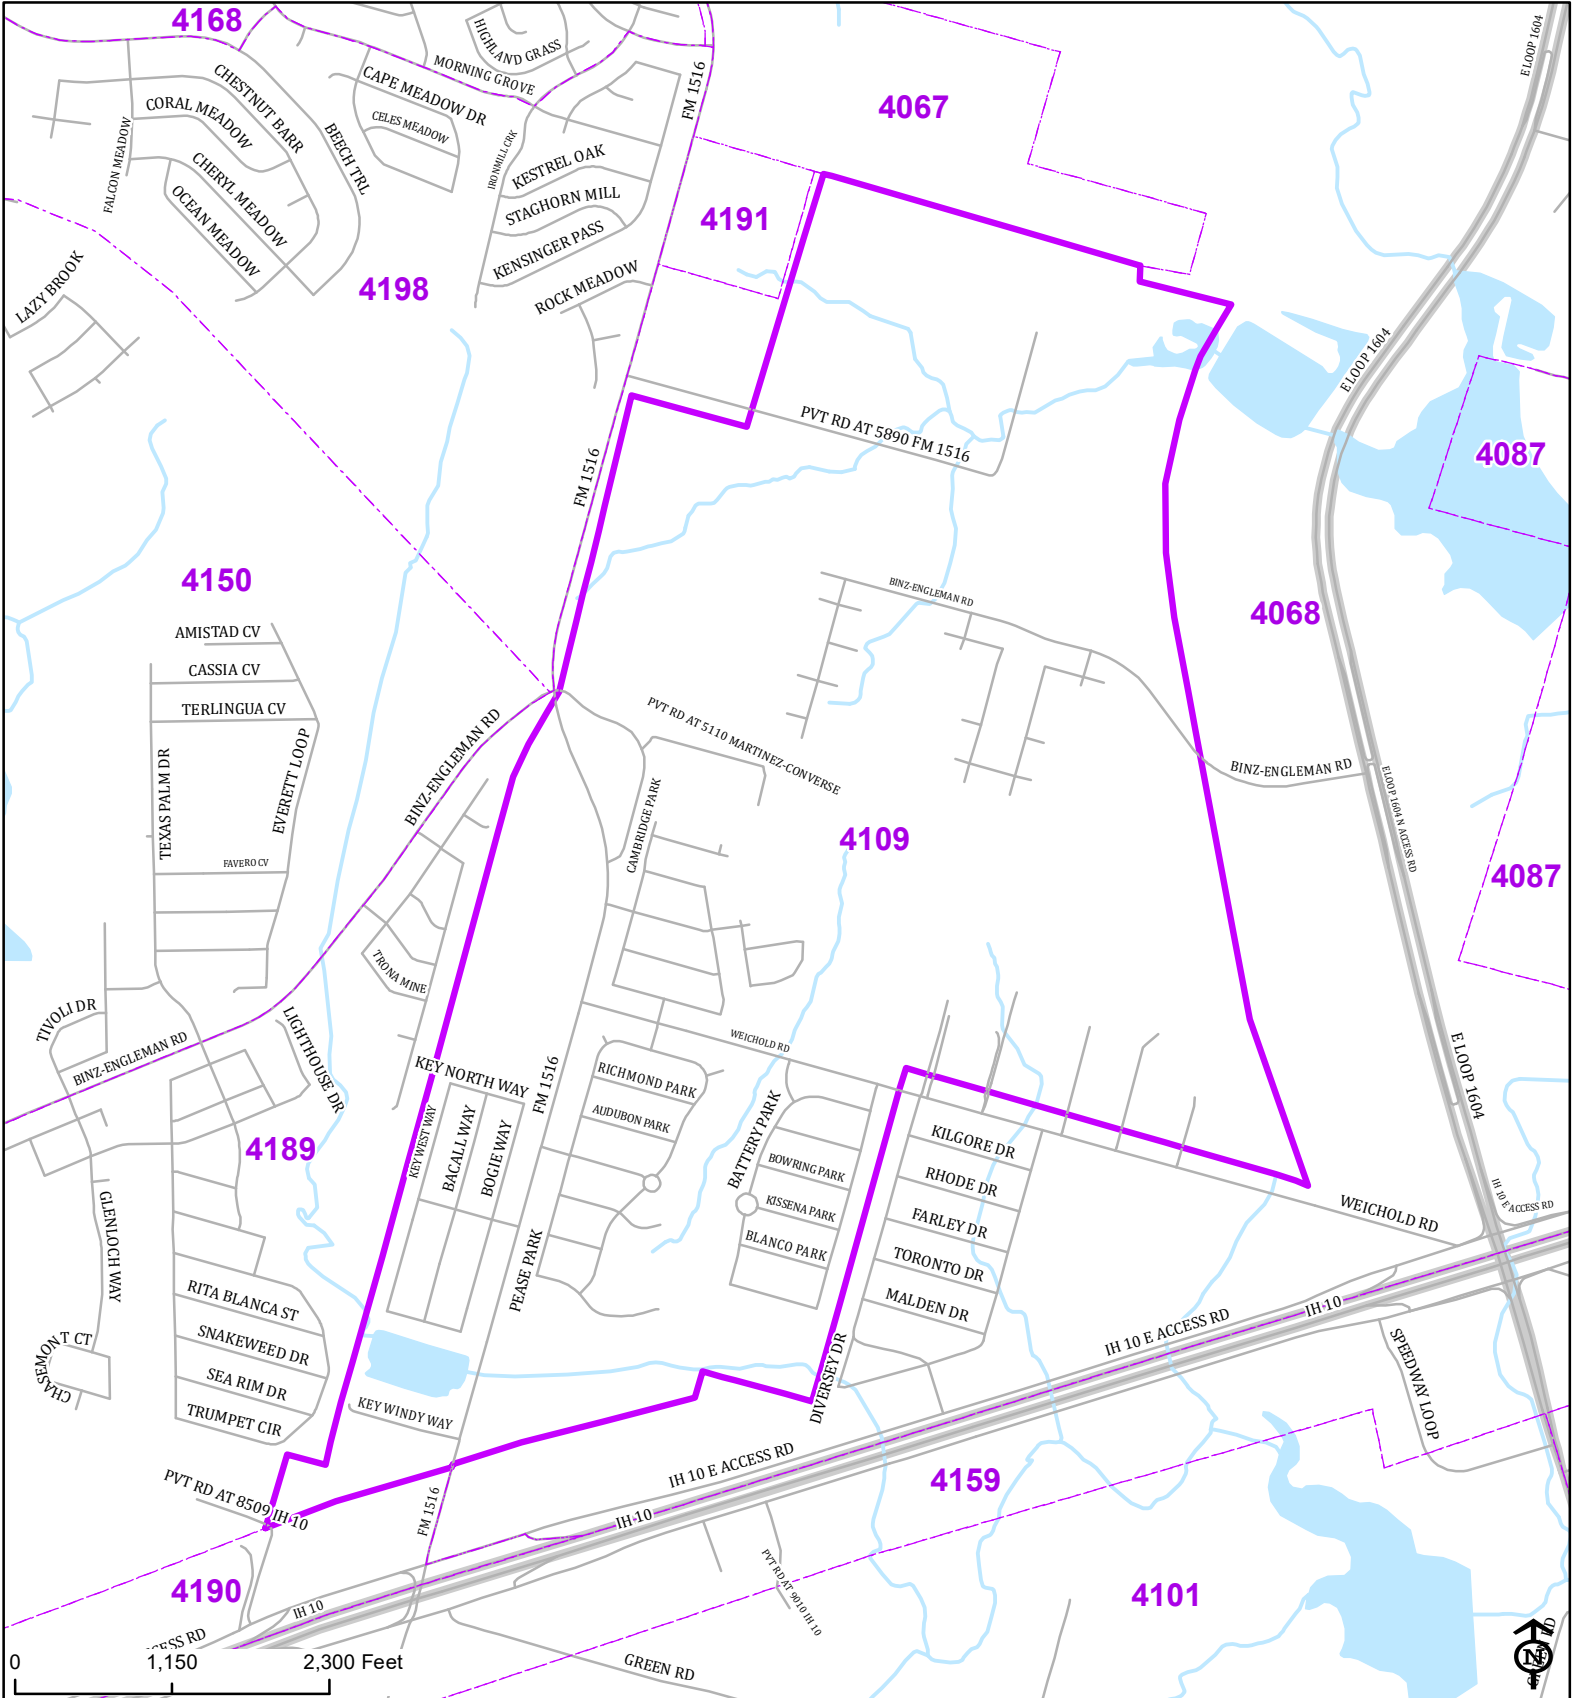 4168
HIGHLAND GRASS
E LOOP 1604
MORNING GROVE
CHESTNUT BARR
CAPE MEADOW DR
FM 1516
4067
CORAL MEADOW
CELES MEADOW
BEECH TRL
FALCON MEADOW
IRONMILL CRK
KESTREL OAK
CHERYL MEADOW
OCEAN MEADOW
STAGHORN MILL
4191
KENSINGER PASS
4198
ROCK MEADOW
LAZY BROOK
E LOOP 1604
PVT RD AT 5890 FM 1516
4087
FM 1516
4150
BINZ-ENGLEMAN RD
4068
AMISTAD CV
CASSIA CV
TERLINGUA CV
PVT RD AT 5110 MARTINEZ-CONVERSE
BINZ-ENGLEMAN RD
TEXAS PALM DR
EVERETT LOOP
BINZ-ENGLEMAN RD
E LOOP 1604 N ACCESS RD
CAMBRIDGE PARK
4109
FAVERO CV
4087
TRONA MINE
TIVOLI DR
LIGHTHOUSE DR
BINZ-ENGLEMAN RD
WEICHOLD RD
E LOOP 1604
KEY NORTH WAY
FM 1516
RICHMOND PARK
AUDUBON PARK
BATTERY PARK
KEY WEST WAY
BACALL WAY
BOGIE WAY
4189
KILGORE DR
BOWRING PARK
RHODE DR
KISSENA PARK
FARLEY DR
WEICHOLD RD
IH 10 E ACCESS RD
GLENLOCH WAY
BLANCO PARK
TORONTO DR
PEASE PARK
RITA BLANCA ST
MALDEN DR
IH 10
IH 10 E ACCESS RD
SNAKEWEED DR
CHASEMONT CT
SEA RIM DR
DIVERSEY DR
SPEEDWAY LOOP
TRUMPET CIR
KEY WINDY WAY
IH 10 E ACCESS RD
4159
PVT RD AT 8509 IH 10
FM 1516
IH 10
PVT RD AT 9010 IH 10
4190
4101
IH 10
GREEN RD
N
0 1,150 2,300 Feet